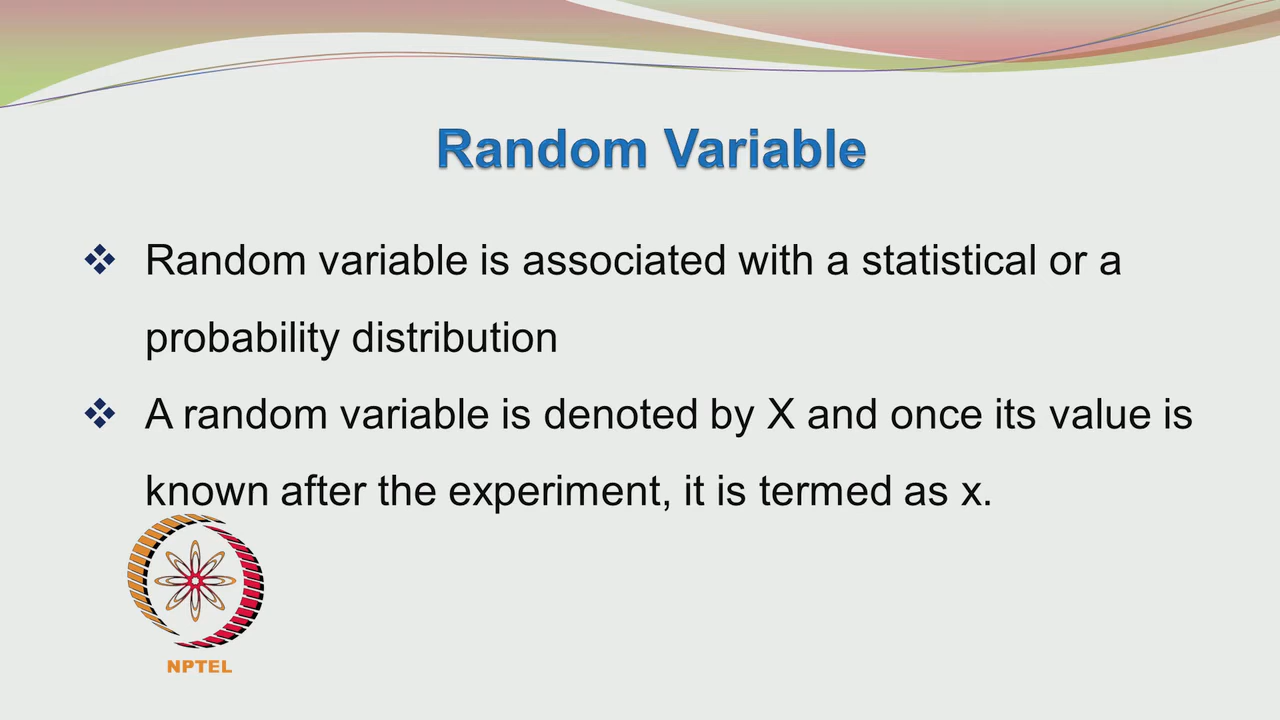 Random Variable
❖ Random variable is associated with a statistical or a
probability distribution
❖ A random variable is denoted by X and once its value is
known after the experiment, it is termed as x.
NPTEL